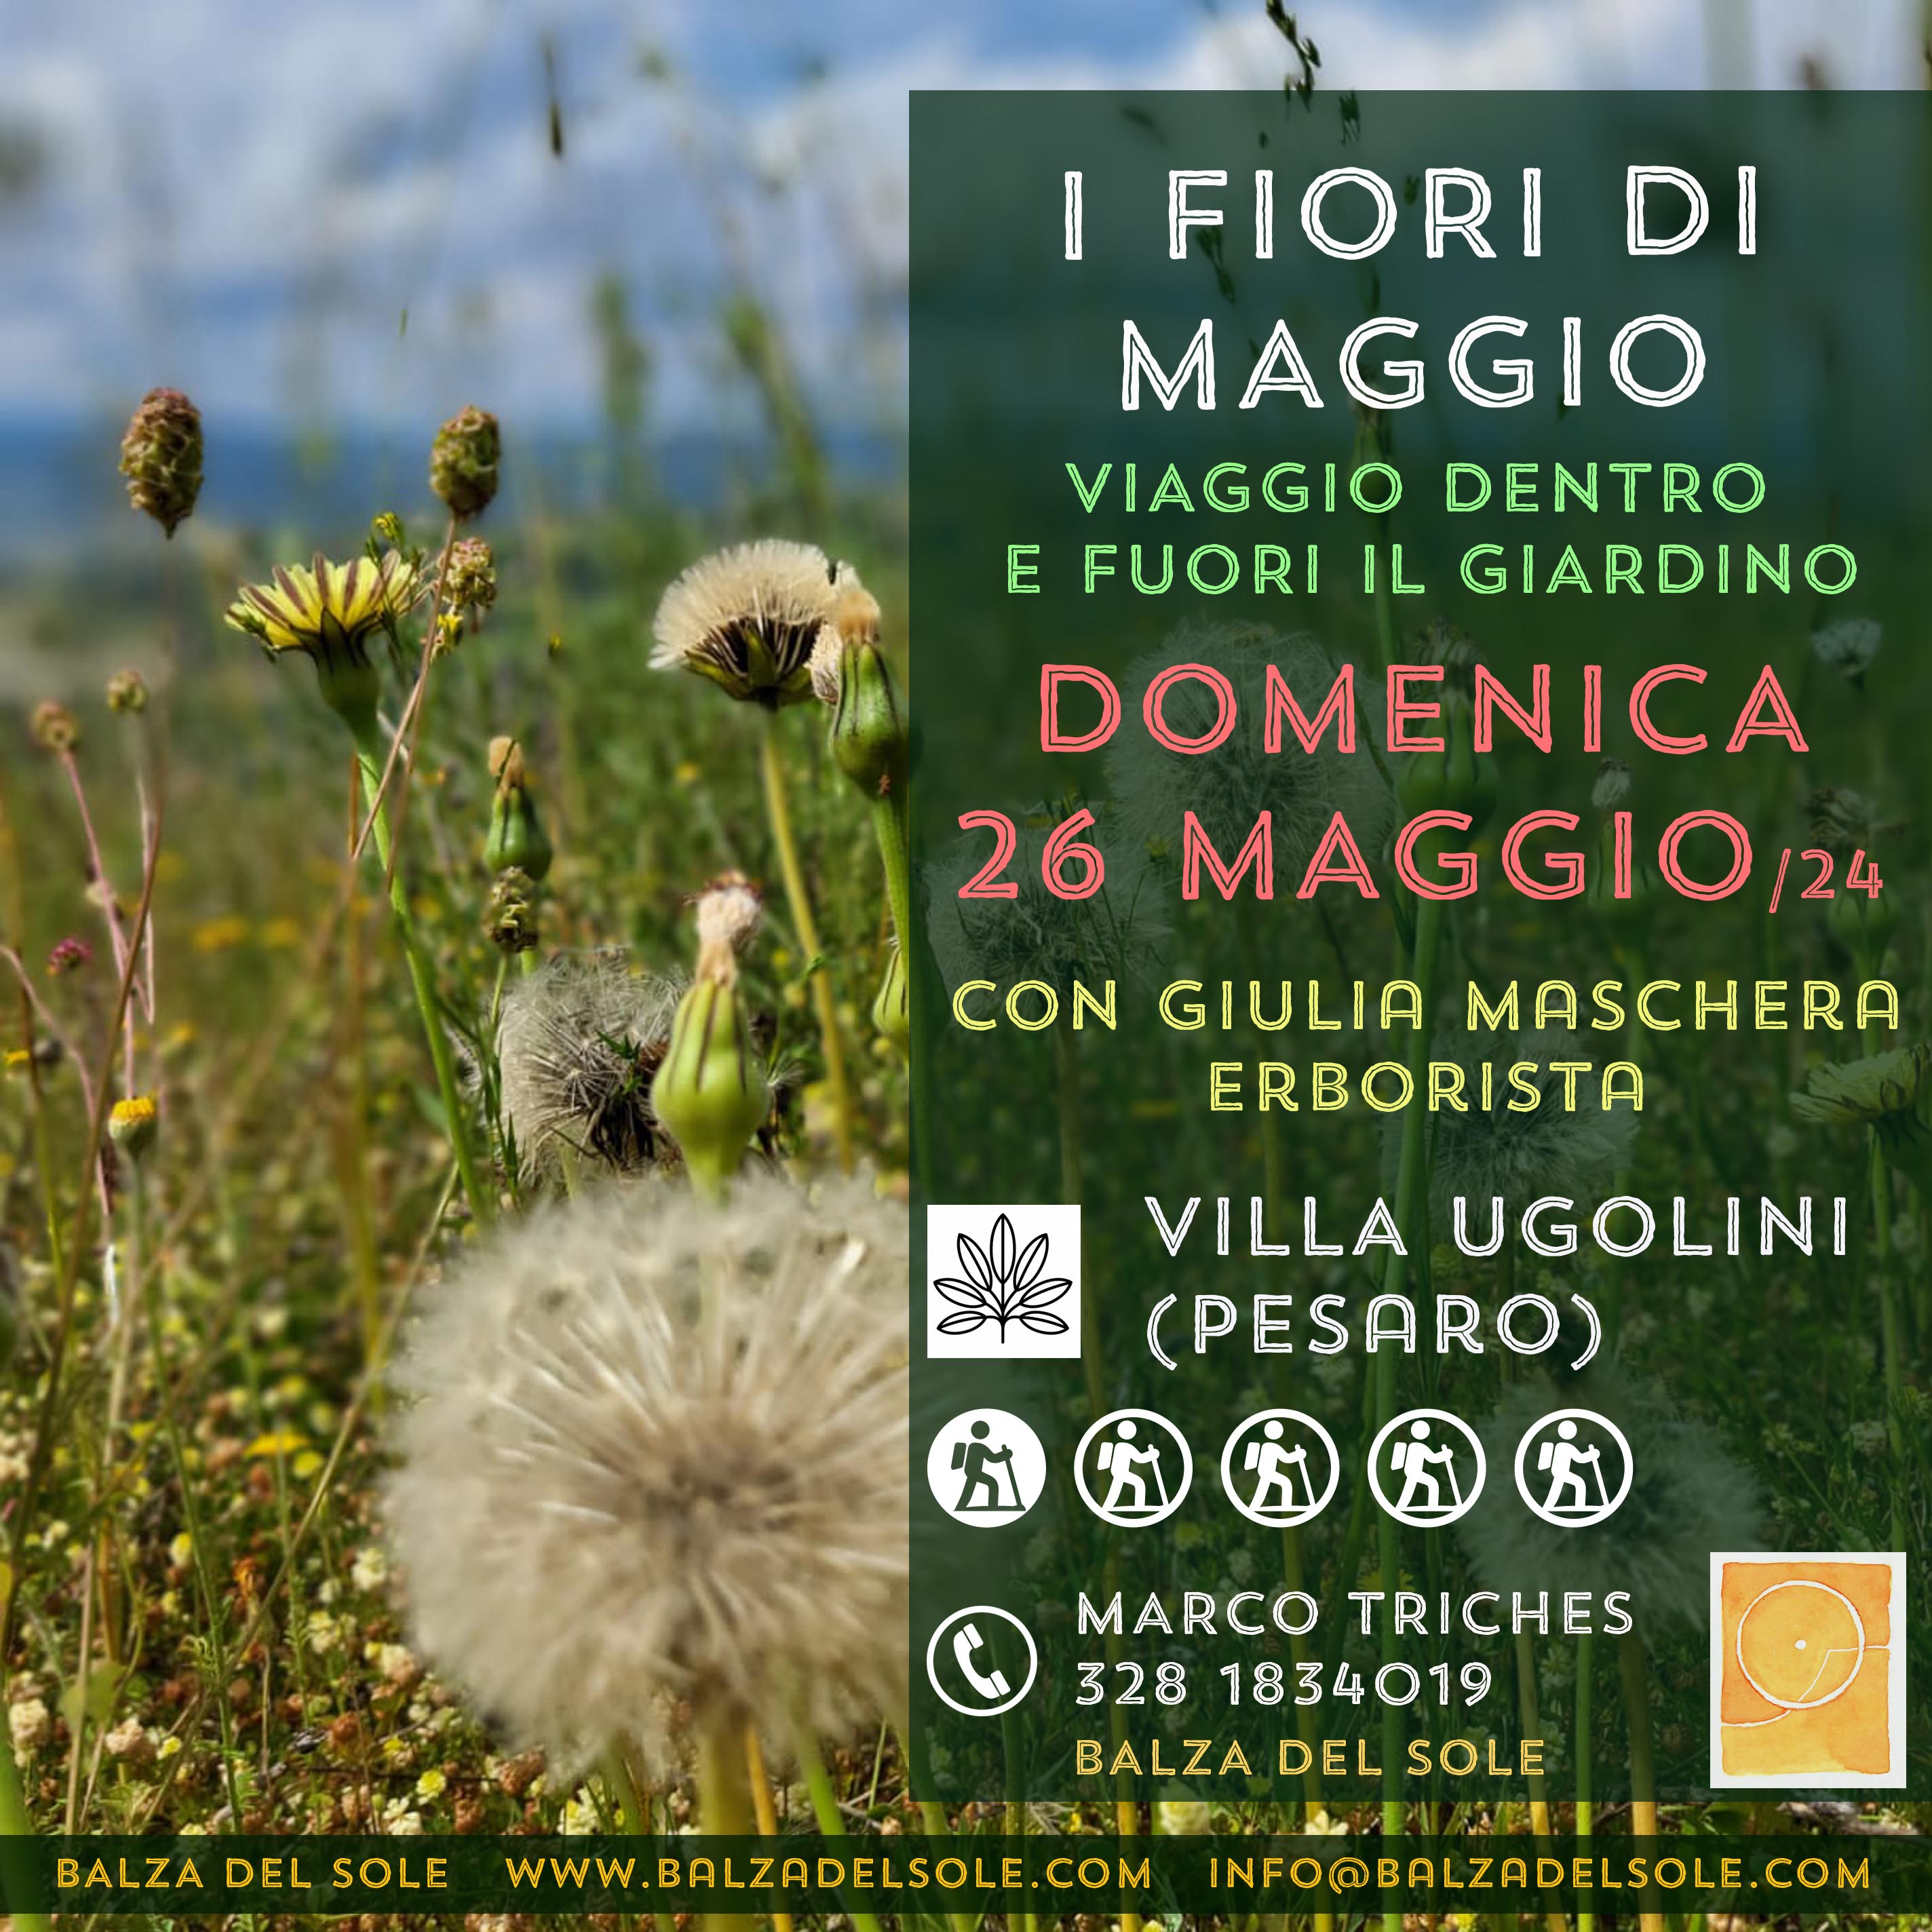 I FIORI DI
MAGGIO
VIAGGIO DENTRO
E FUORI IL GIARDINO
DOMENICA
26 MAGGIO/24
CON GIULIA MASCHERA
ERBORISTA
VILLA UGOLINI
(PESARO)
MARCO TRICHES
328 1834019
BALZA DEL SOLE
BALZA DEL SOLE WWW.BALZADELSOLE.COM INFO@BALZADELSOLE.COM